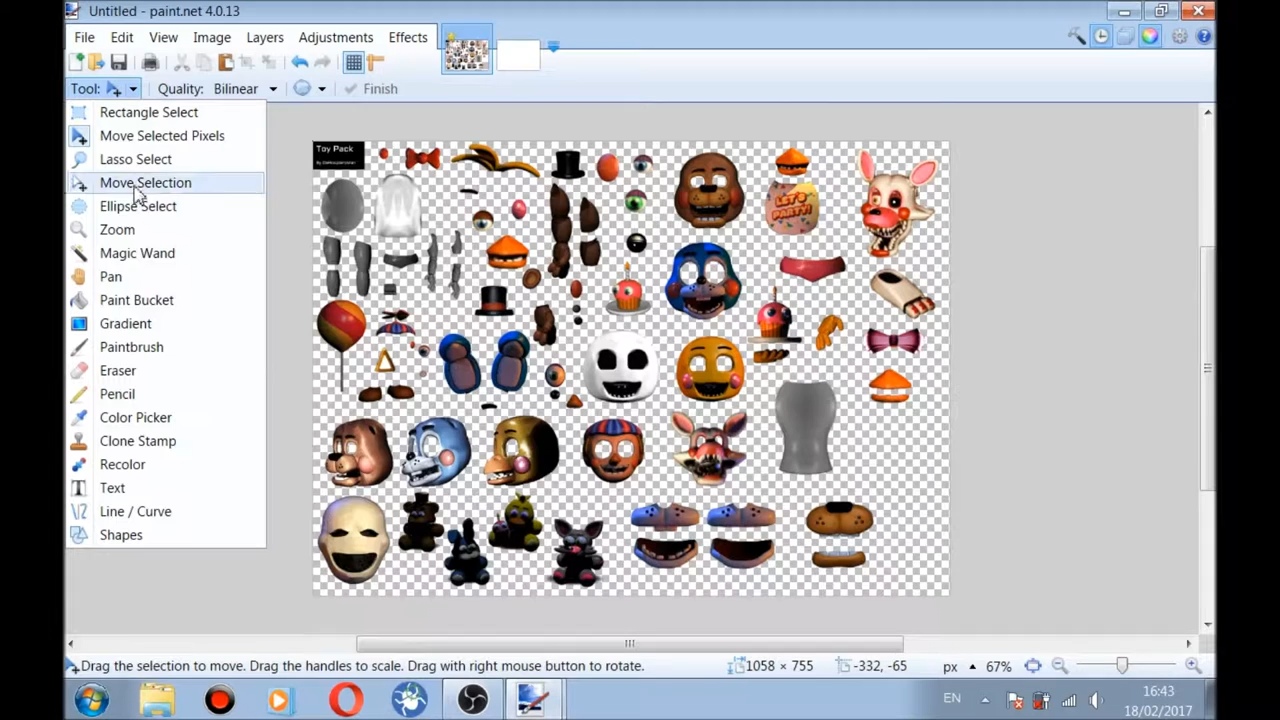 Untitled - paint.net 4.0.13
File Edit View Image Layers Adjustments Effects
Tool: Quality: Bilinear Finish
Rectangle Select
Move Selected Pixels
Lasso Select
Move Selection
Ellipse Select
Zoom
Magic Wand
Pan
Paint Bucket
Gradient
Paintbrush
Eraser
Pencil
Color Picker
Clone Stamp
Recolor
Text
Line / Curve
Shapes
Toy Pack
LET'S
PARTY!
Drag the selection to move. Drag the handles to scale. Drag with right mouse button to rotate. 1058 × 755 -332, -65 px 67%
EN 16:43
18/02/2017